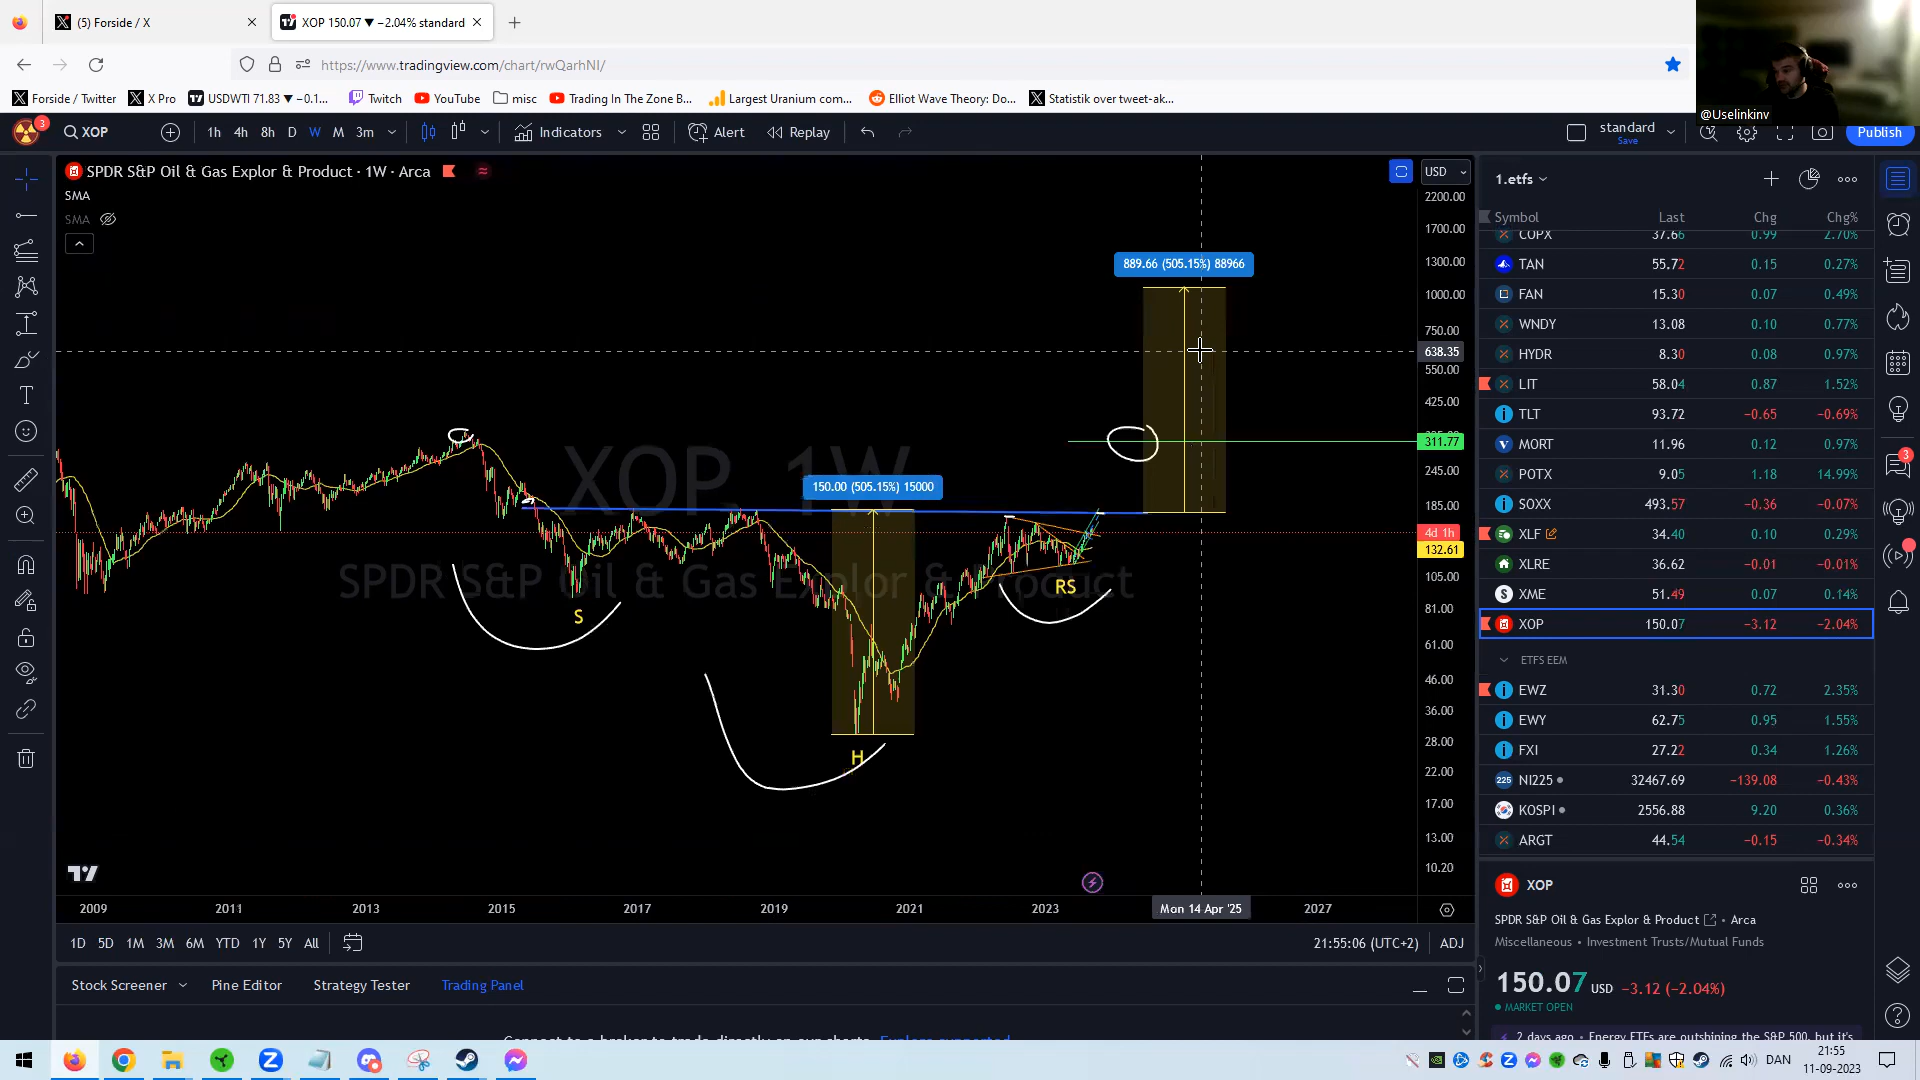 (5) Forside / X
XOP 150.07 ▼ −2.04% standard
https://www.tradingview.com/chart/rwQarhNI/
Forside / Twitter
X Pro
USDWTI 71.83 ▼ −0.1...
Twitch
YouTube
misc
Trading In The Zone B...
Largest Uranium com...
Elliot Wave Theory: Do...
Statistik over tweet-ak...
@Uselinkinv
3
XOP
1h 4h 8h D W M 3m
Indicators
Alert
Replay
standard
Save
Publish
SPDR S&P Oil & Gas Explor & Product · 1W · Arca
SMA
SMA
XOP, 1W
SPDR S&P Oil & Gas Explor & Product
889.66 (505.15%) 88966
150.00 (505.15%) 15000
S
H
RS
USD
2200.00
1700.00
1300.00
1000.00
750.00
638.35
550.00
425.00
311.77
245.00
185.00
4d 1h
132.61
105.00
81.00
61.00
46.00
36.00
28.00
22.00
17.00
13.00
10.20
2009 2011 2013 2015 2017 2019 2021 2023 Mon 14 Apr '25 2027
1D 5D 1M 3M 6M YTD 1Y 5Y All
21:55:06 (UTC+2) ADJ
Stock Screener
Pine Editor
Strategy Tester
Trading Panel
1.etfs
Symbol Last Chg Chg%
COPX 37.66 0.99 2.70%
TAN 55.72 0.15 0.27%
FAN 15.30 0.07 0.49%
WNDY 13.08 0.10 0.77%
HYDR 8.30 0.08 0.97%
LIT 58.04 0.87 1.52%
TLT 93.72 −0.65 −0.69%
MORT 11.96 0.12 0.97%
POTX 9.05 1.18 14.99%
SOXX 493.57 −0.36 −0.07%
XLF 34.40 0.10 0.29%
XLRE 36.62 −0.01 −0.01%
XME 51.49 0.07 0.14%
XOP 150.07 −3.12 −2.04%
ETFS EEM
EWZ 31.30 0.72 2.35%
EWY 62.75 0.95 1.55%
FXI 27.22 0.34 1.26%
NI225 32467.69 −139.08 −0.43%
KOSPI 2556.88 9.20 0.36%
ARGT 44.54 −0.15 −0.34%
XOP
SPDR S&P Oil & Gas Explor & Product • Arca
Miscellaneous • Investment Trusts/Mutual Funds
150.07 USD −3.12 (−2.04%)
MARKET OPEN
2 days ago • Energy ETFs are outshining the S&P 500, but it's
3
DAN
21:55
11-09-2023